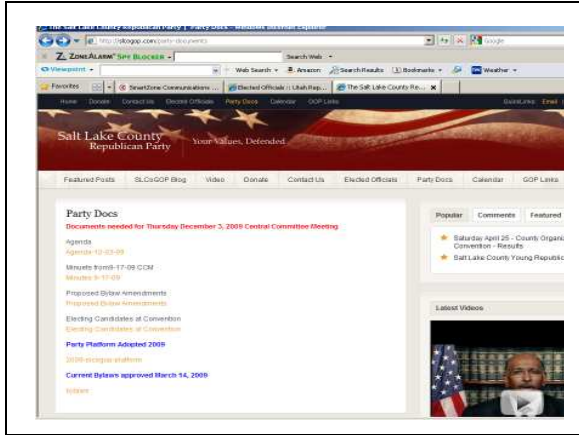 The Salt Lake County Republican Party | Party Docs - Windows Internet Explorer
http://slcogop.com/party-documents
Google
ZONEALARM SPY BLOCKER
Search Web
Viewpoint
Web Search
Amazon
Search Results
Bookmarks
Weather
Favorites
SmartZone Communications ...
Elected Officials :: Utah Rep...
The Salt Lake County Re...
Home Donate Contact Us Elected Officials Party Docs Calendar GOP Links
QuickLinks: Email
Salt Lake County
Republican Party
Your Values, Defended.
Featured Posts SLCoGOP Blog Video Donate Contact Us Elected Officials Party Docs Calendar GOP Links
Party Docs
Documents needed for Thursday December 3, 2009 Central Committee Meeting
Agenda
Agenda-12-03-09
Minuets from9-17-09 CCM
Minutes 9-17-09
Proposed Bylaw Amendments
Proposed Bylaw Amendments
Electing Candidates at Convention
Electing Candidates at Convention
Party Platform Adopted 2009
2009 slcogop platform
Current Bylaws approved March 14, 2009
bylaws
Popular Comments Featured
Saturday April 25 - County Organi
Convention - Results
Salt Lake County Young Republic
Latest Videos